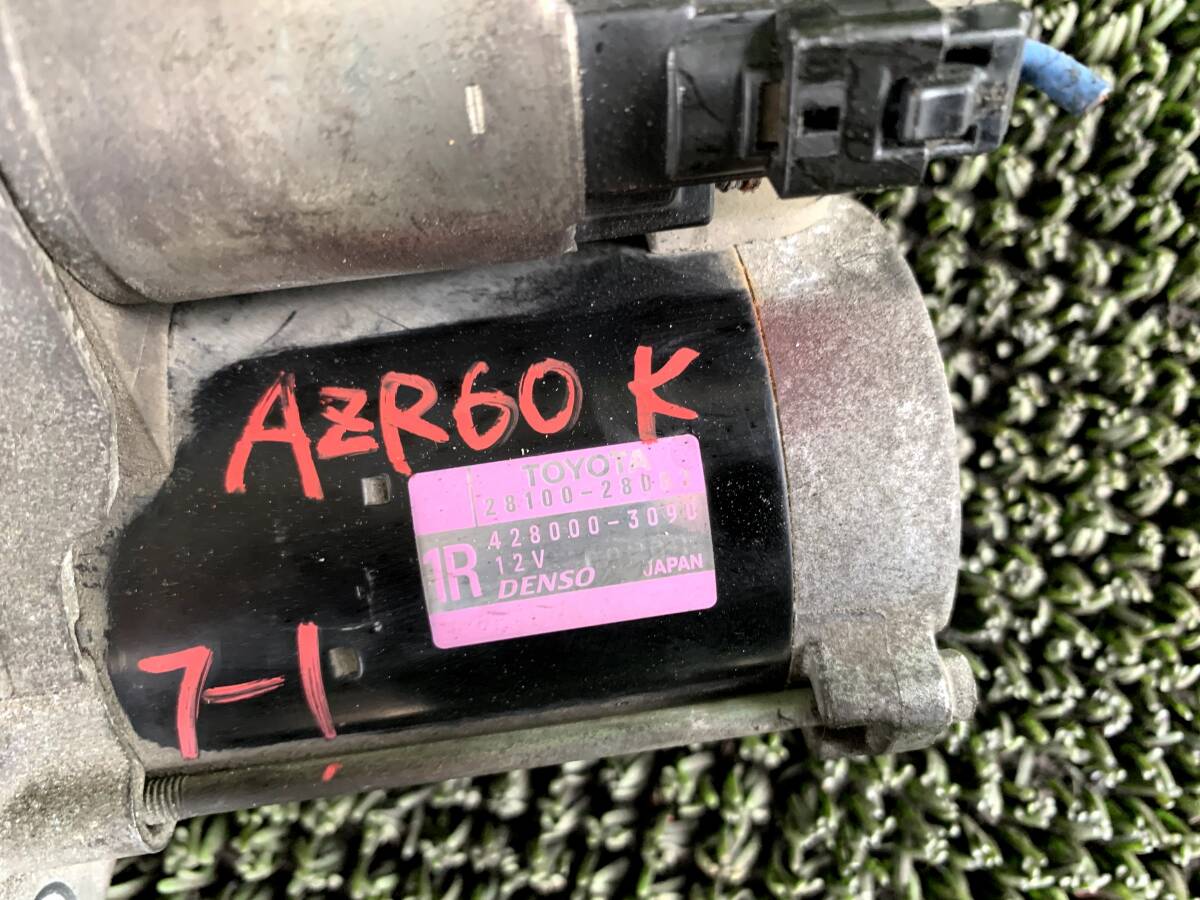 AZR60 K
TOYOTA
428000-3090
1R
12V
DENSO
JAPAN
7-1